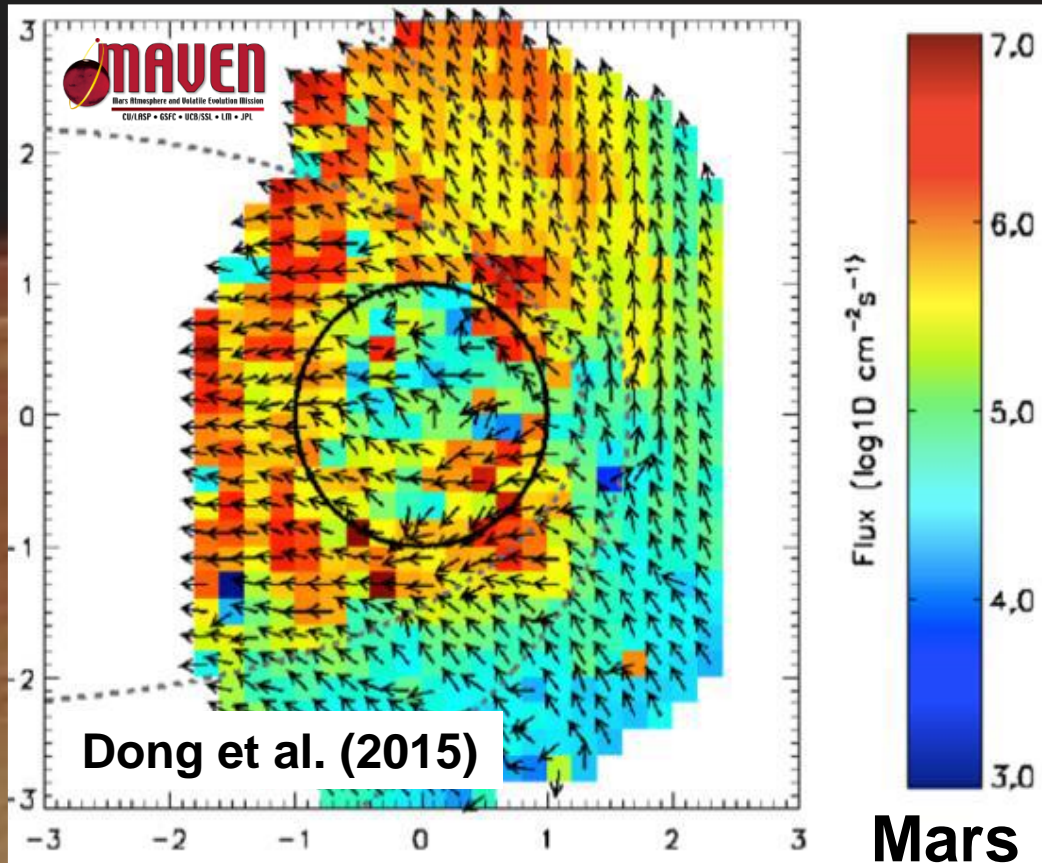 MAVEN
Mars Atmosphere and Volatile Evolution Mission
CU/LASP • GSFC • UCB/SSL • LM • JPL
3
2
1
0
-1
-2
-3
-3 -2 -1 0 1 2 3
Dong et al. (2015)
Flux (log10 cm⁻²s⁻¹)
7,0
6,0
5,0
4,0
3,0
Mars